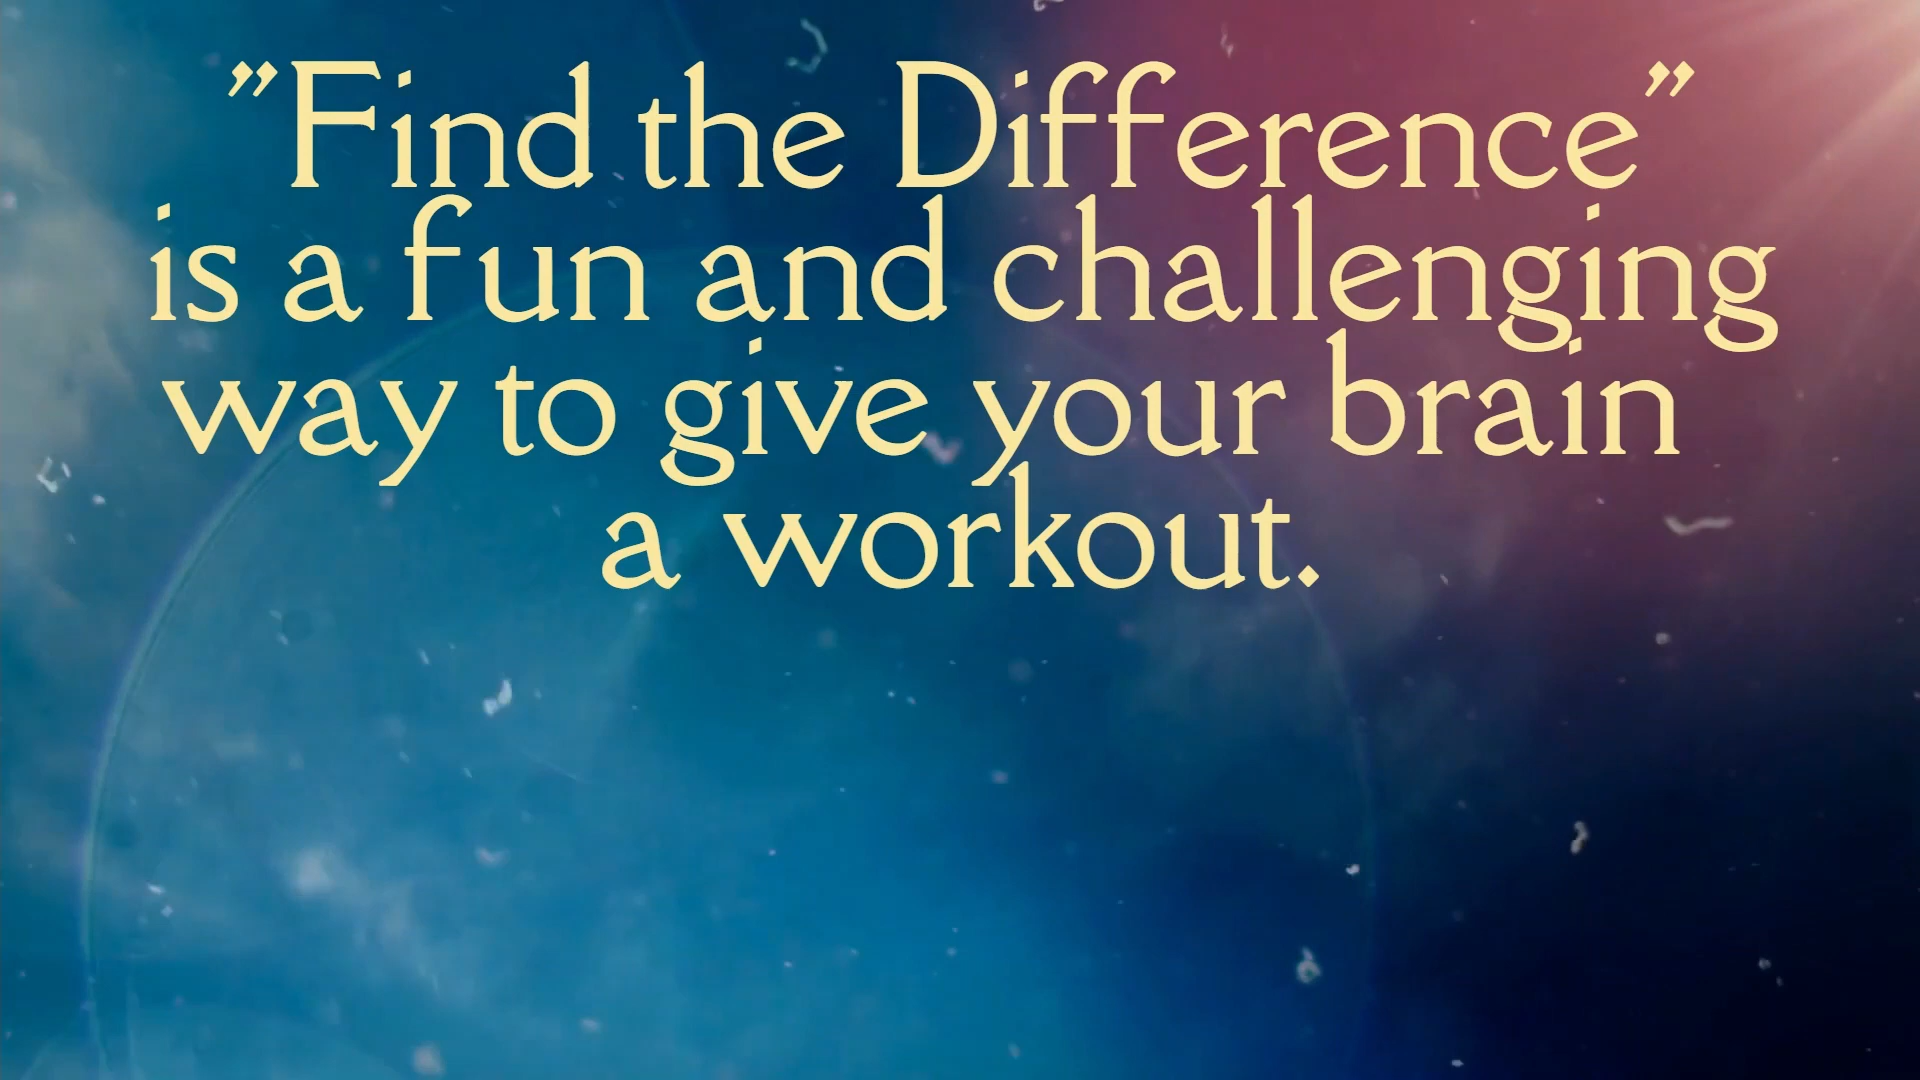 "Find the Difference"
is a fun and challenging
way to give your brain
a workout.